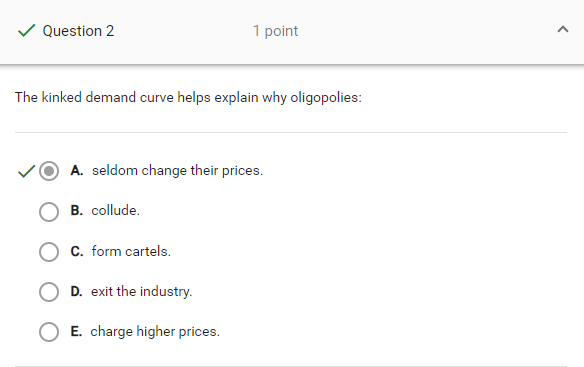 Question 2 1 point
The kinked demand curve helps explain why oligopolies:
A. seldom change their prices.
B. collude.
C. form cartels.
D. exit the industry.
E. charge higher prices.